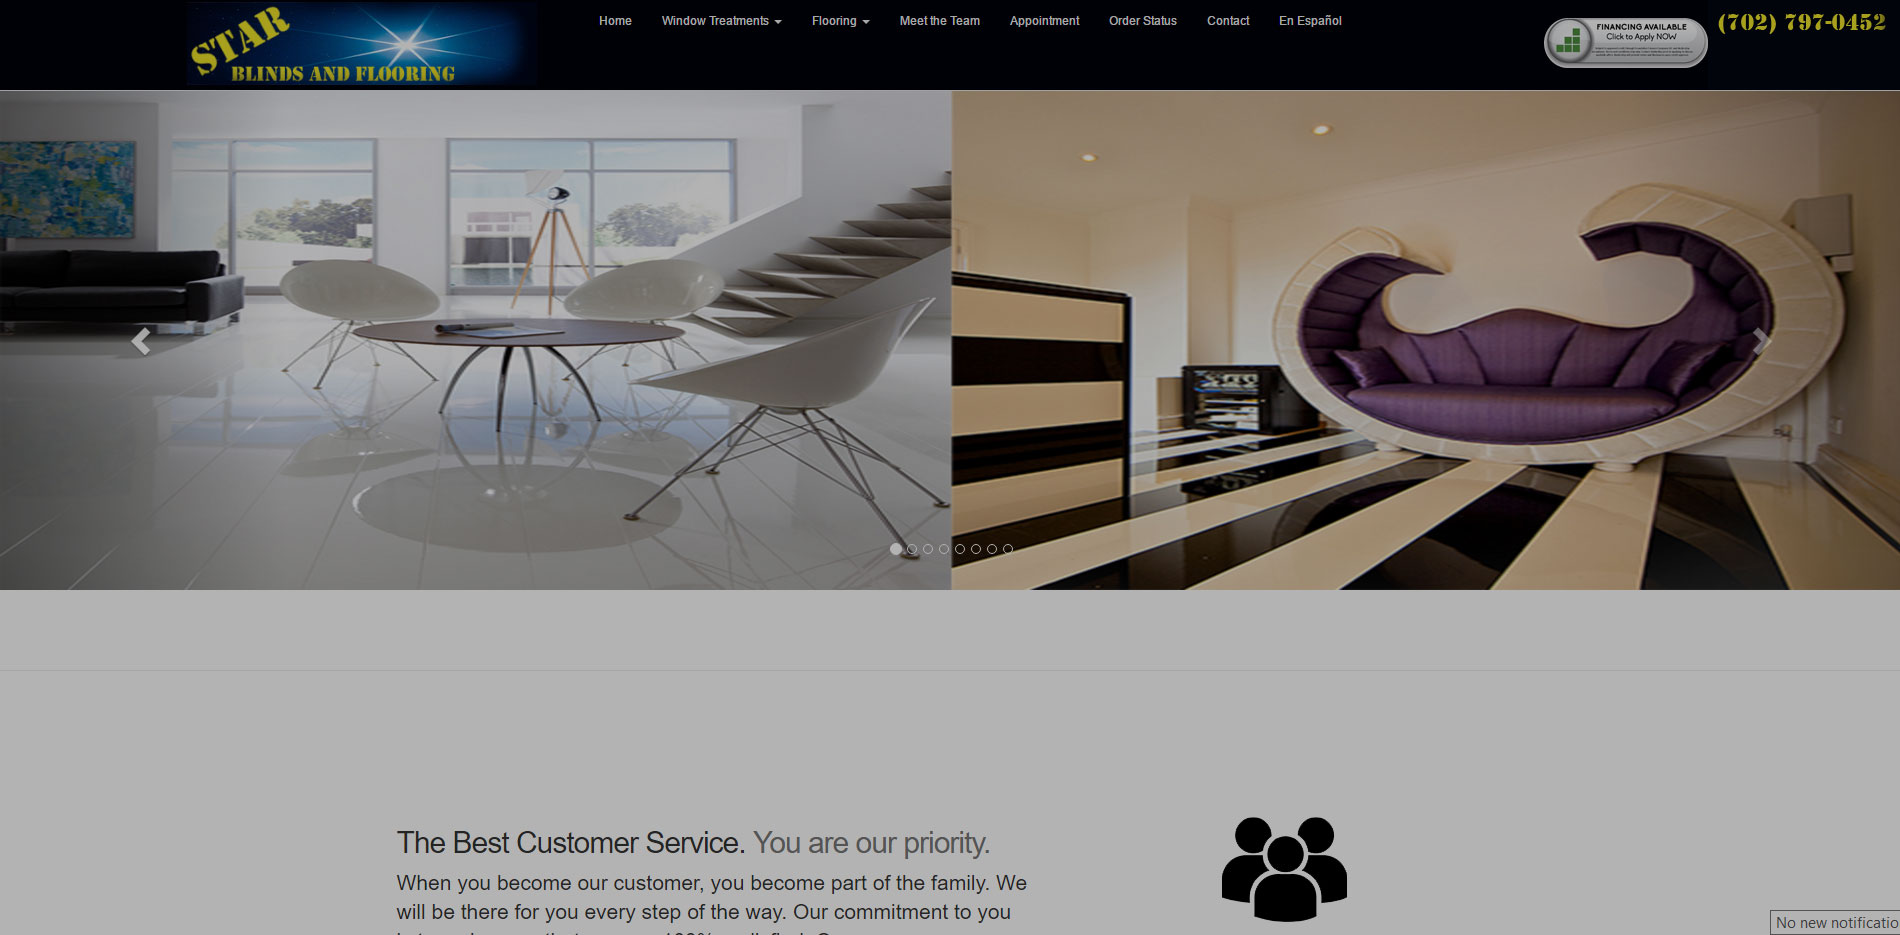 STAR
BLINDS AND FLOORING
Home Window Treatments Flooring Meet the Team Appointment Order Status Contact En Español
FINANCING AVAILABLE
Click to Apply NOW
(702) 797-0452
The Best Customer Service. You are our priority.
When you become our customer, you become part of the family. We
will be there for you every step of the way. Our commitment to you
No new notificatio